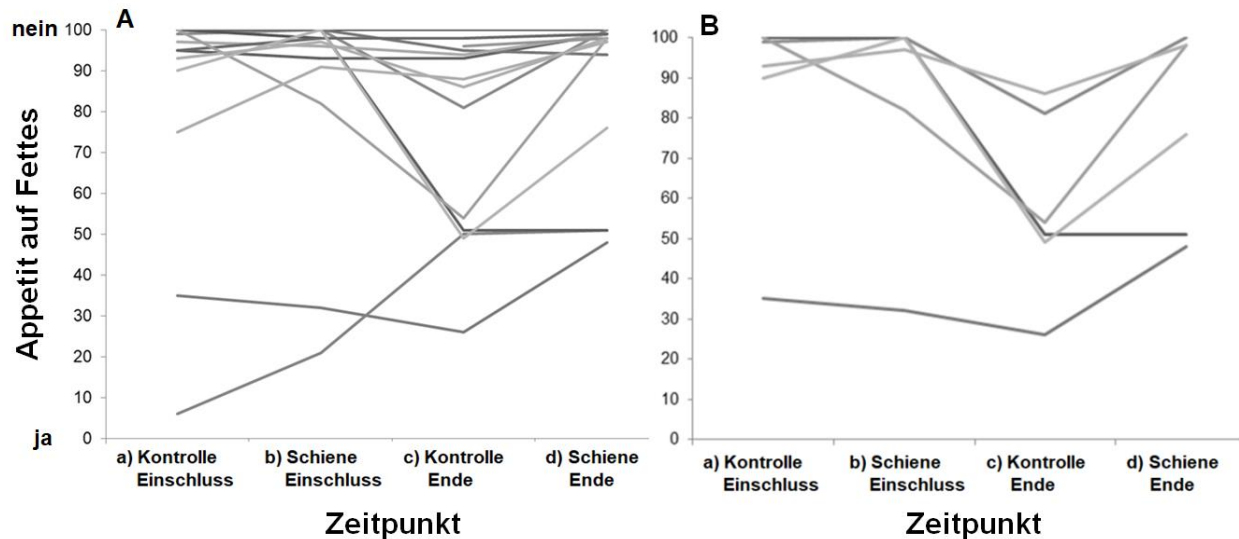 nein
A
B
Appetit auf Fettes
100
90
80
70
60
50
40
30
20
10
0
ja
a) Kontrolle Einschluss
b) Schiene Einschluss
c) Kontrolle Ende
d) Schiene Ende
Zeitpunkt
100
90
80
70
60
50
40
30
20
10
0
a) Kontrolle Einschluss
b) Schiene Einschluss
c) Kontrolle Ende
d) Schiene Ende
Zeitpunkt